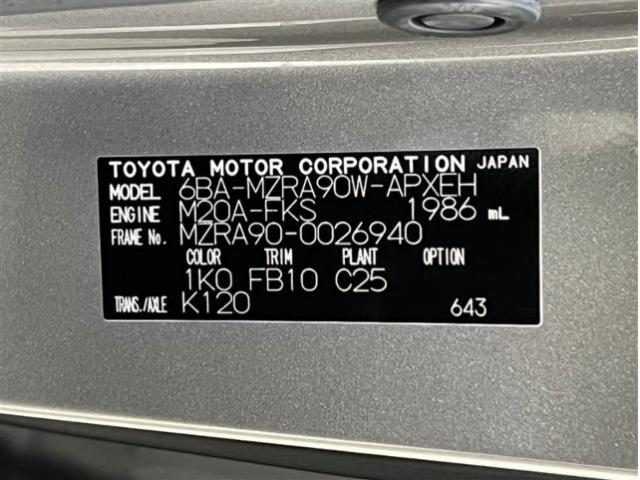 TOYOTA MOTOR CORPORATION JAPAN
MODEL 6BA-MZRA90W-APXEH
ENGINE M20A-FKS 1986 mL
FRAME No. MZRA90-0026940
COLOR TRIM PLANT OPTION
1K0 FB10 C25
TRANS./AXLE K120 643